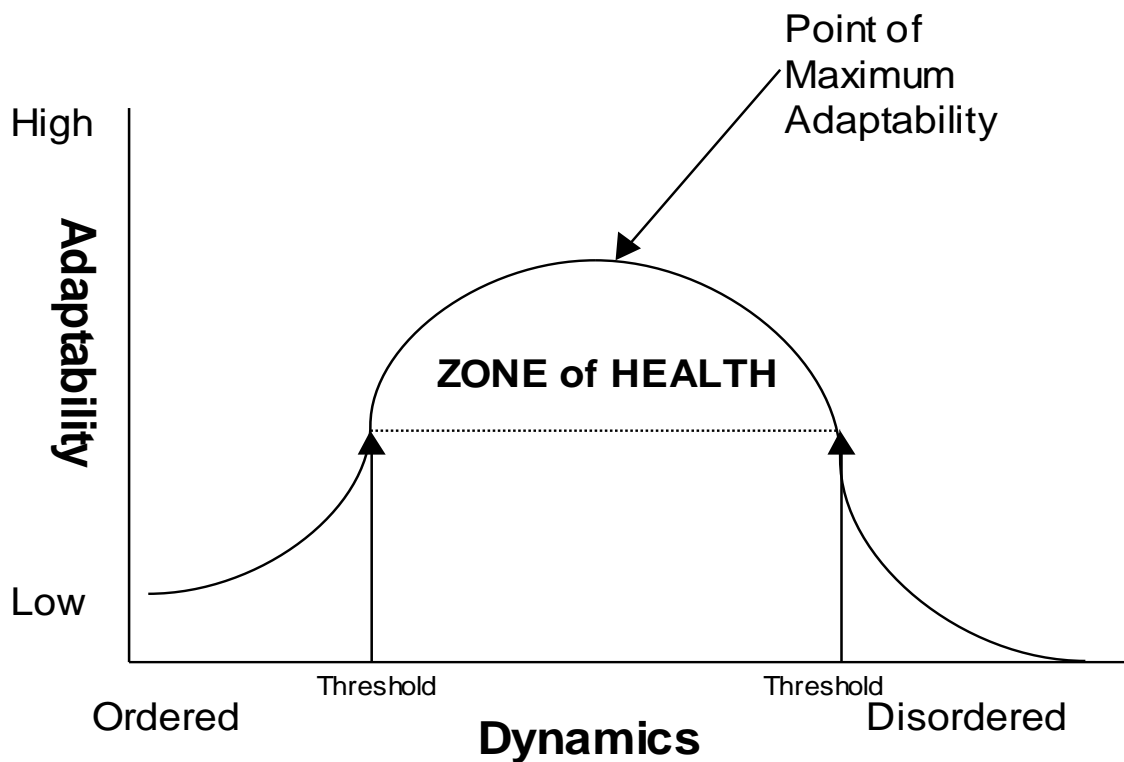 Point of
Maximum
Adaptability
High
Adaptability
ZONE of HEALTH
Low
Threshold
Threshold
Ordered
Disordered
Dynamics